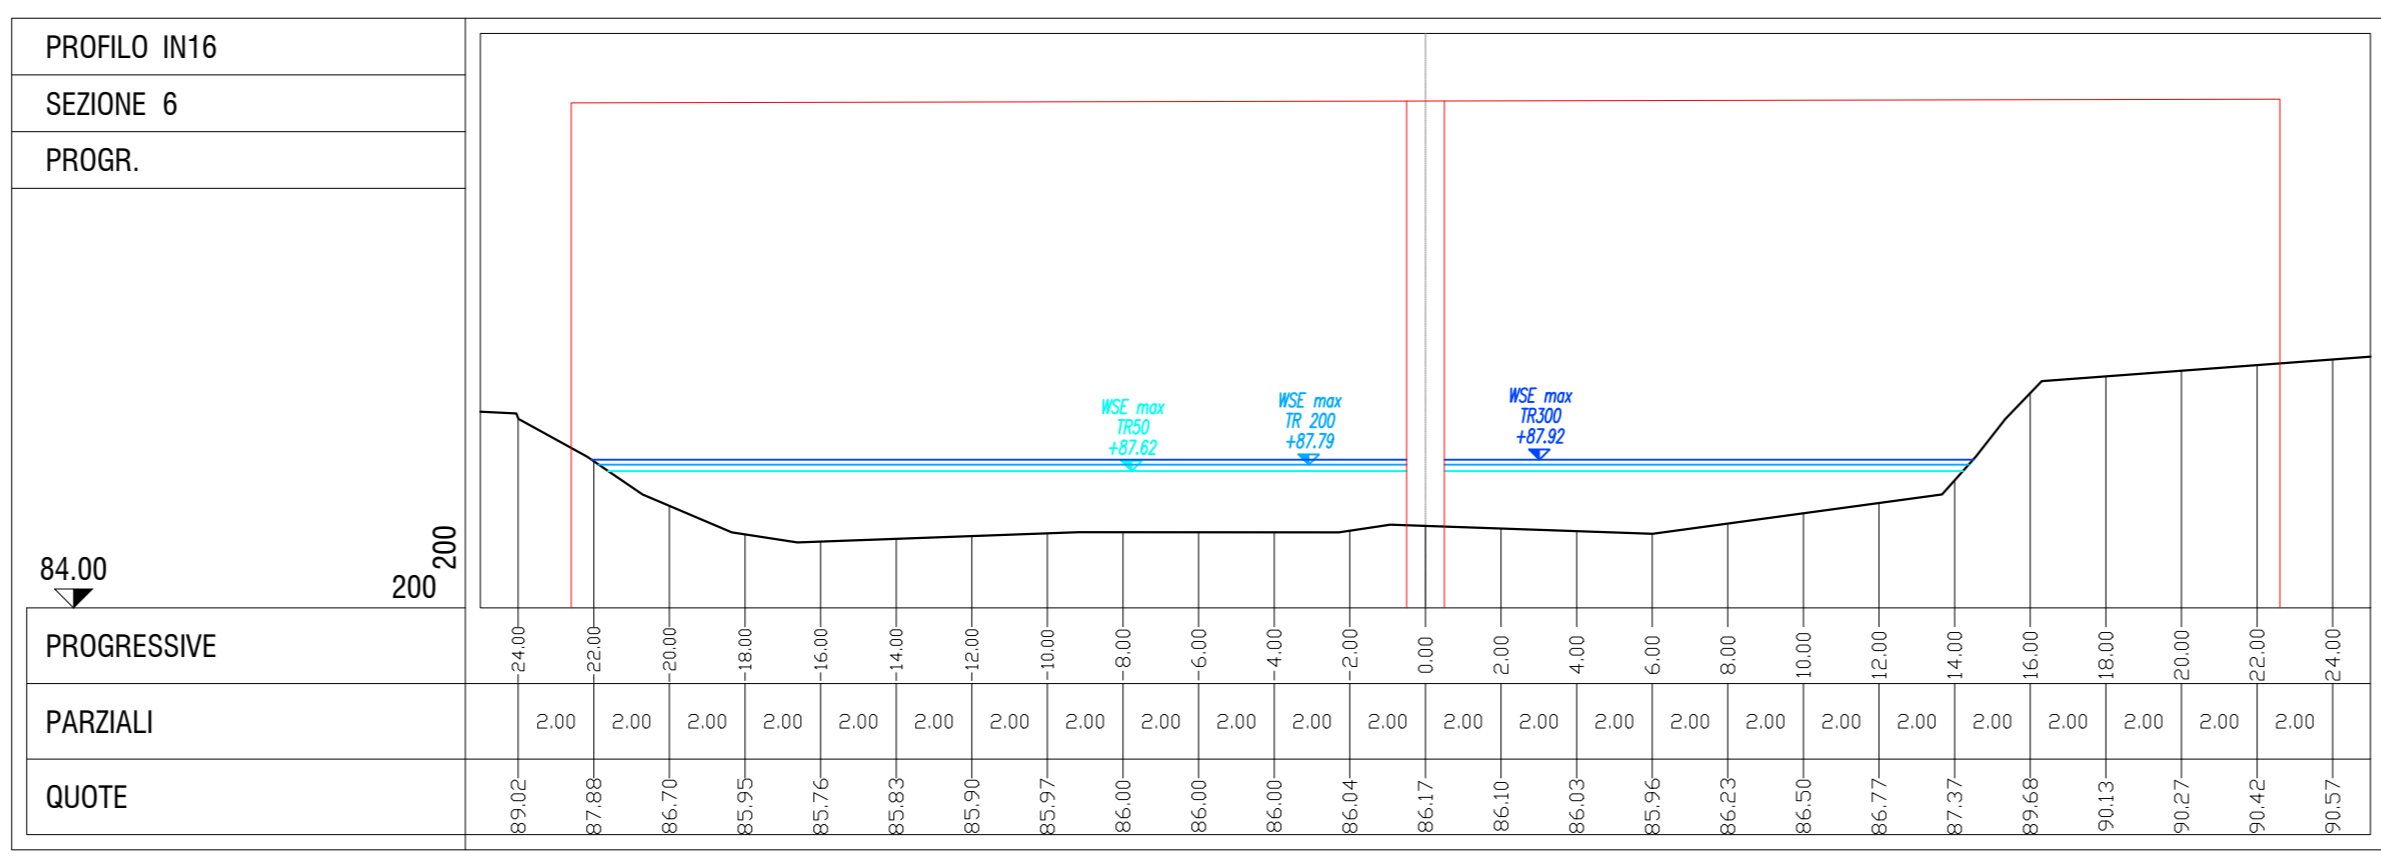 PROFILO IN16
SEZIONE 6
PROGR.
WSE max
TR50
+87.62
WSE max
TR 200
+87.79
WSE max
TR300
+87.92
84.00
200
200
PROGRESSIVE -24.00 -22.00 -20.00 -18.00 -16.00 -14.00 -12.00 -10.00 -8.00 -6.00 -4.00 -2.00 0.00 2.00 4.00 6.00 8.00 10.00 12.00 14.00 16.00 18.00 20.00 22.00 24.00
PARZIALI 2.00 2.00 2.00 2.00 2.00 2.00 2.00 2.00 2.00 2.00 2.00 2.00 2.00 2.00 2.00 2.00 2.00 2.00 2.00 2.00 2.00 2.00 2.00 2.00
QUOTE 89.02 87.88 86.70 85.95 85.76 85.83 85.90 85.97 86.00 86.00 86.00 86.04 86.17 86.10 86.03 85.96 86.23 86.50 86.77 87.37 89.68 90.13 90.27 90.42 90.57